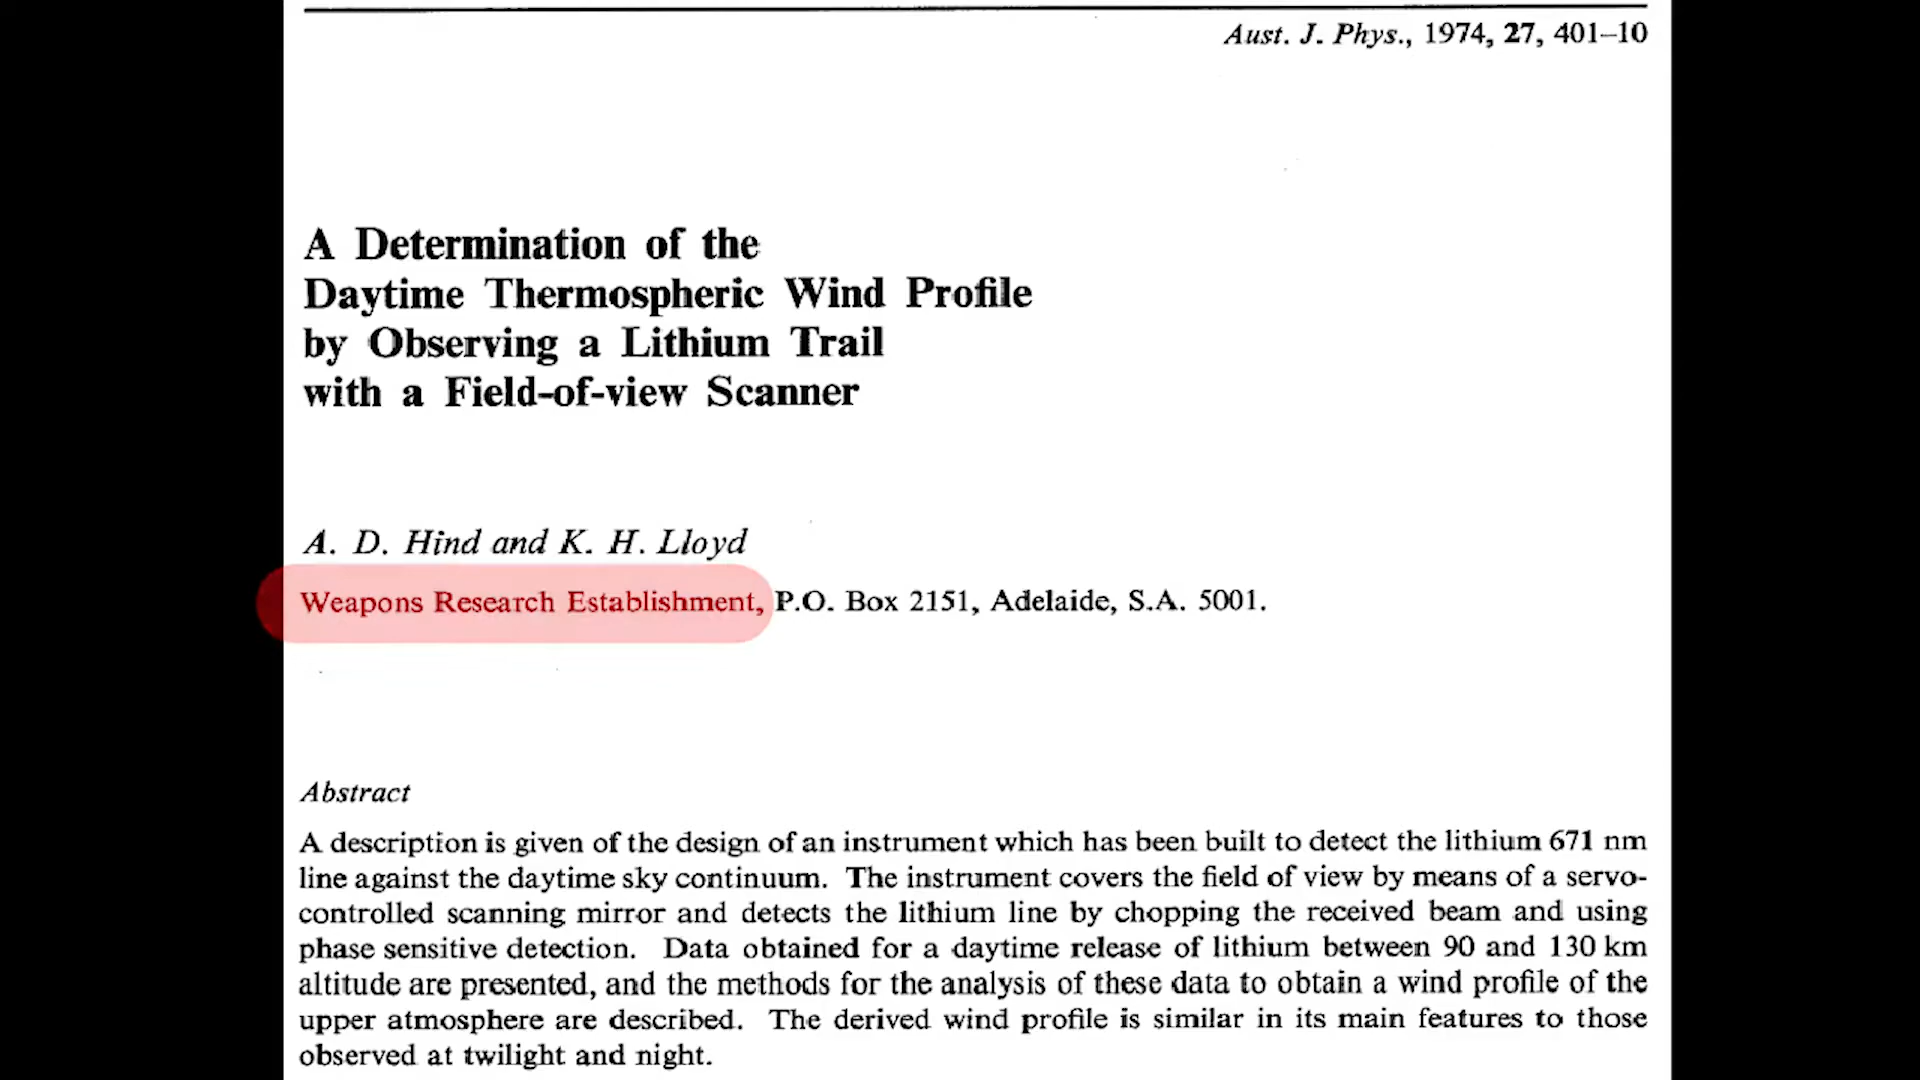 Aust. J. Phys., 1974, 27, 401–10
A Determination of the
Daytime Thermospheric Wind Profile
by Observing a Lithium Trail
with a Field-of-view Scanner
A. D. Hind and K. H. Lloyd
Weapons Research Establishment, P.O. Box 2151, Adelaide, S.A. 5001.
Abstract
A description is given of the design of an instrument which has been built to detect the lithium 671 nm
line against the daytime sky continuum. The instrument covers the field of view by means of a servo-
controlled scanning mirror and detects the lithium line by chopping the received beam and using
phase sensitive detection. Data obtained for a daytime release of lithium between 90 and 130 km
altitude are presented, and the methods for the analysis of these data to obtain a wind profile of the
upper atmosphere are described. The derived wind profile is similar in its main features to those
observed at twilight and night.